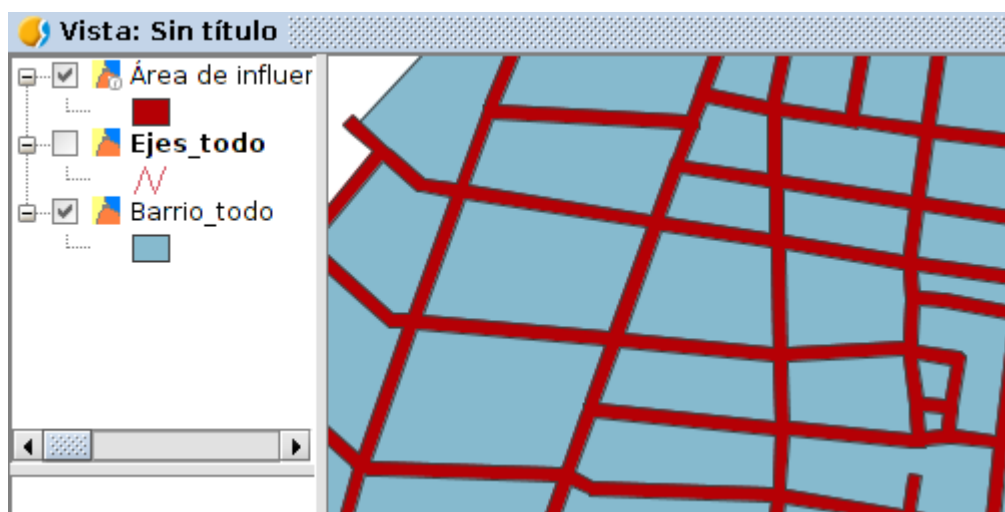 Vista: Sin título
Área de influer
Ejes_todo
Barrio_todo